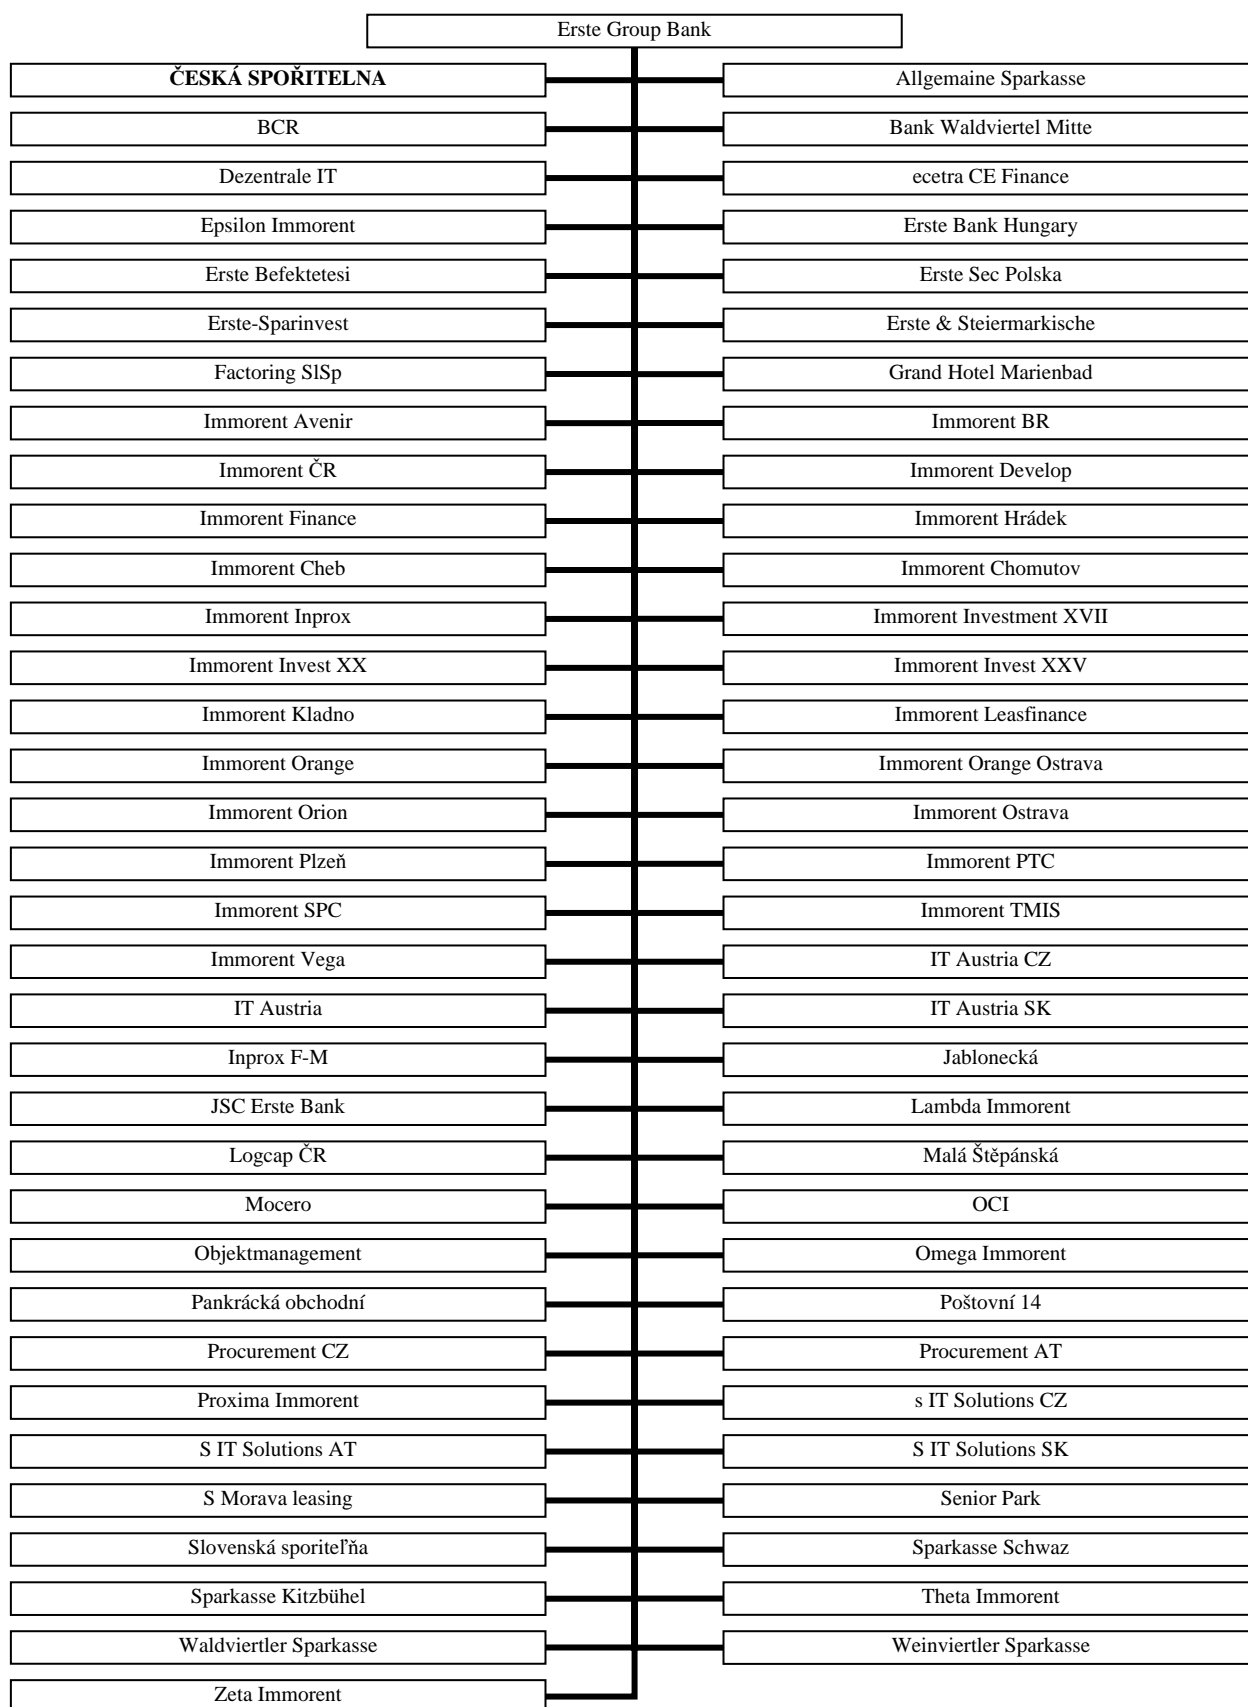 Erste Group Bank
ČESKÁ SPOŘITELNA
Allgemaine Sparkasse
BCR
Bank Waldviertel Mitte
Dezentrale IT
ecetra CE Finance
Epsilon Immorent
Erste Bank Hungary
Erste Befektetesi
Erste Sec Polska
Erste-Sparinvest
Erste & Steiermarkische
Factoring SlSp
Grand Hotel Marienbad
Immorent Avenir
Immorent BR
Immorent ČR
Immorent Develop
Immorent Finance
Immorent Hrádek
Immorent Cheb
Immorent Chomutov
Immorent Inprox
Immorent Investment XVII
Immorent Invest XX
Immorent Invest XXV
Immorent Kladno
Immorent Leasfinance
Immorent Orange
Immorent Orange Ostrava
Immorent Orion
Immorent Ostrava
Immorent Plzeň
Immorent PTC
Immorent SPC
Immorent TMIS
Immorent Vega
IT Austria CZ
IT Austria
IT Austria SK
Inprox F-M
Jablonecká
JSC Erste Bank
Lambda Immorent
Logcap ČR
Malá Štěpánská
Mocero
OCI
Objektmanagement
Omega Immorent
Pankrácká obchodní
Poštovní 14
Procurement CZ
Procurement AT
Proxima Immorent
s IT Solutions CZ
S IT Solutions AT
S IT Solutions SK
S Morava leasing
Senior Park
Slovenská sporiteľňa
Sparkasse Schwaz
Sparkasse Kitzbühel
Theta Immorent
Waldviertler Sparkasse
Weinviertler Sparkasse
Zeta Immorent